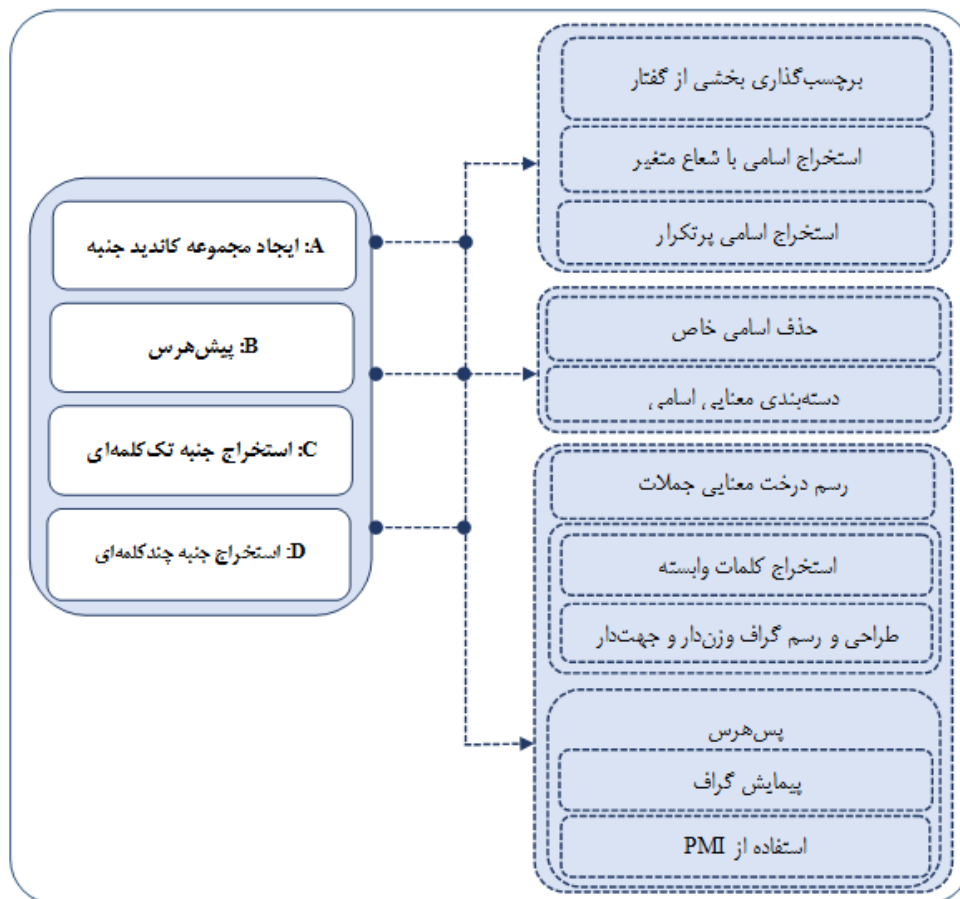 برچسب‌گذاری بخشی از گفتار
استخراج اسامی با شعاع متغیر
استخراج اسامی پرتکرار
A: ایجاد مجموعه کاندید جنبه
B: پیش‌هرس
C: استخراج جنبه تک‌کلمه‌ای
D: استخراج جنبه چندکلمه‌ای
حذف اسامی خاص
دسته‌بندی معنایی اسامی
رسم درخت معنایی جملات
استخراج کلمات وابسته
طراحی و رسم گراف وزن‌دار و جهت‌دار
پس‌هرس
پیمایش گراف
استفاده از PMI